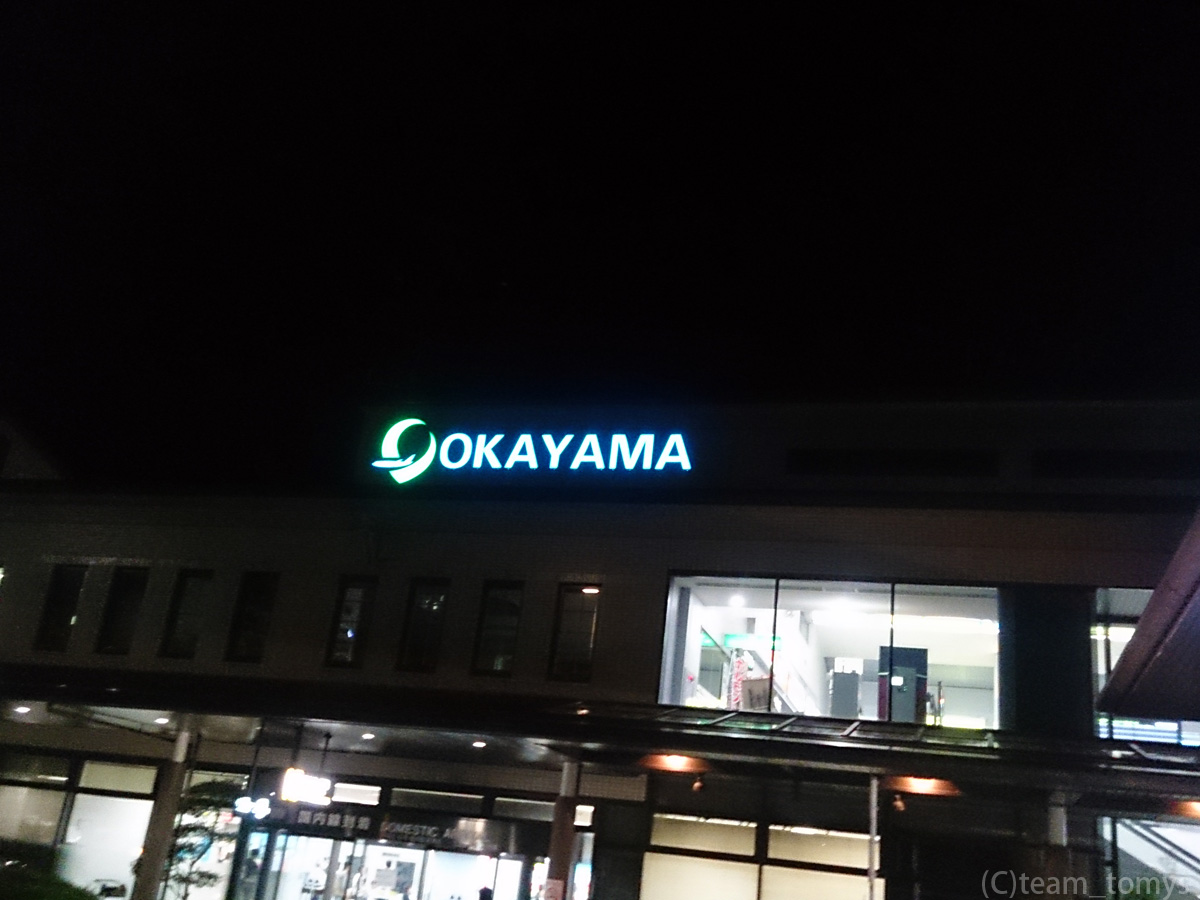 OKAYAMA
国内線到着 DOMESTIC
(C)team_tomys